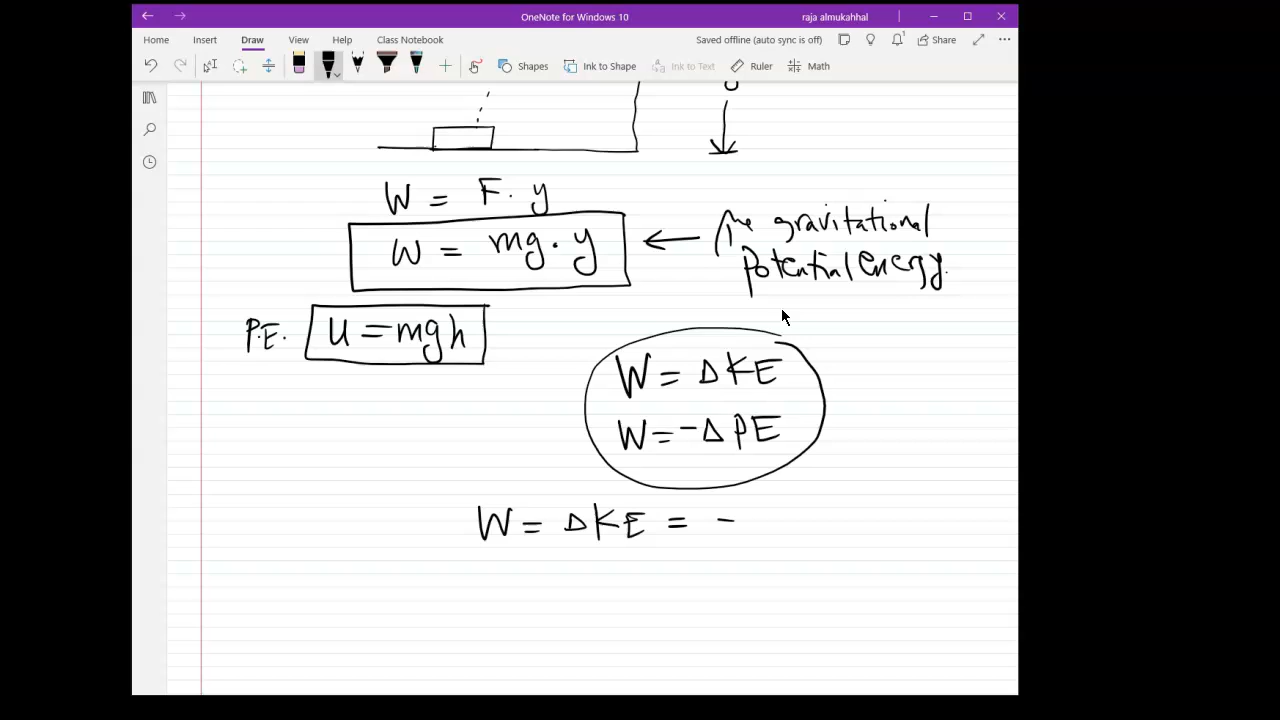 OneNote for Windows 10
raja almukahhal
Home Insert Draw View Help Class Notebook
Saved offline (auto sync is off)
Share
Shapes Ink to Shape Ink to Text Ruler Math
W = F. y
W = mg. y
The gravitational
potential energy.
P.E. U = mgh
W = ΔKE
W = -ΔPE
W = ΔKE = -